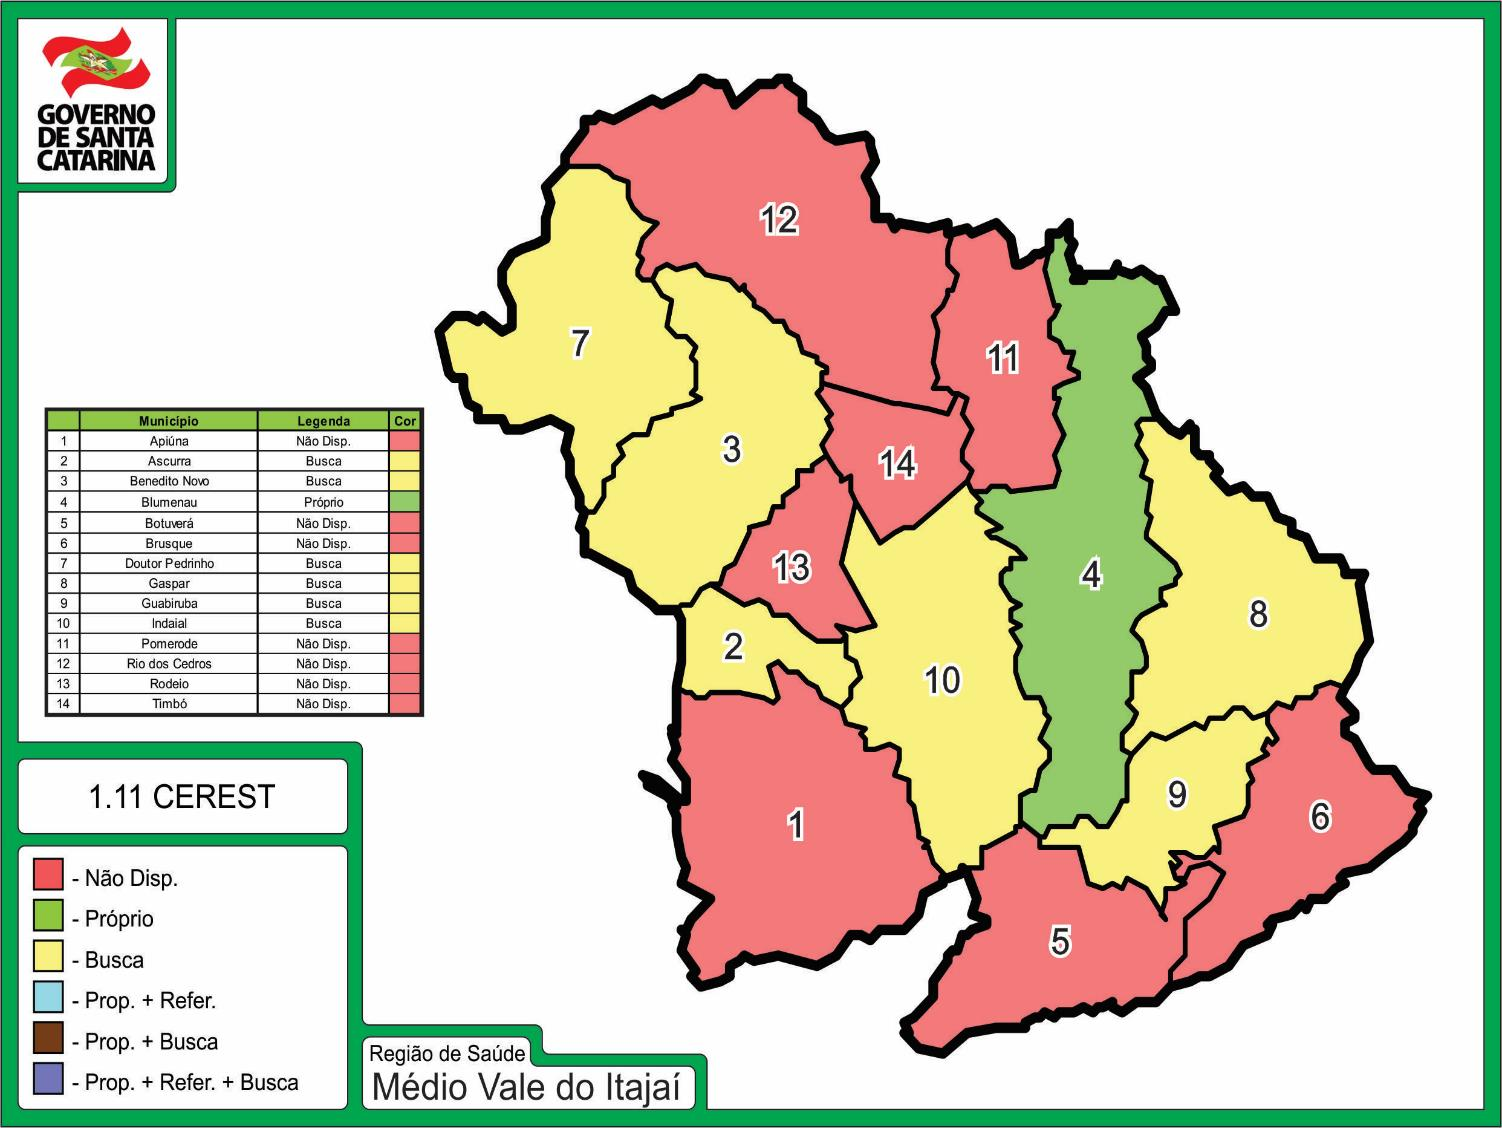 GOVERNO
DE SANTA
CATARINA
12
7
11
3
14
13
4
8
2
10
1
9
6
5
Município Legenda Cor
1 Apiúna Não Disp.
2 Ascurra Busca
3 Benedito Novo Busca
4 Blumenau Próprio
5 Botuverá Não Disp.
6 Brusque Não Disp.
7 Doutor Pedrinho Busca
8 Gaspar Busca
9 Guabiruba Busca
10 Indaial Busca
11 Pomerode Não Disp.
12 Rio dos Cedros Não Disp.
13 Rodeio Não Disp.
14 Timbó Não Disp.
1.11 CEREST
- Não Disp.
- Próprio
- Busca
- Prop. + Refer.
- Prop. + Busca
- Prop. + Refer. + Busca
Região de Saúde
Médio Vale do Itajaí